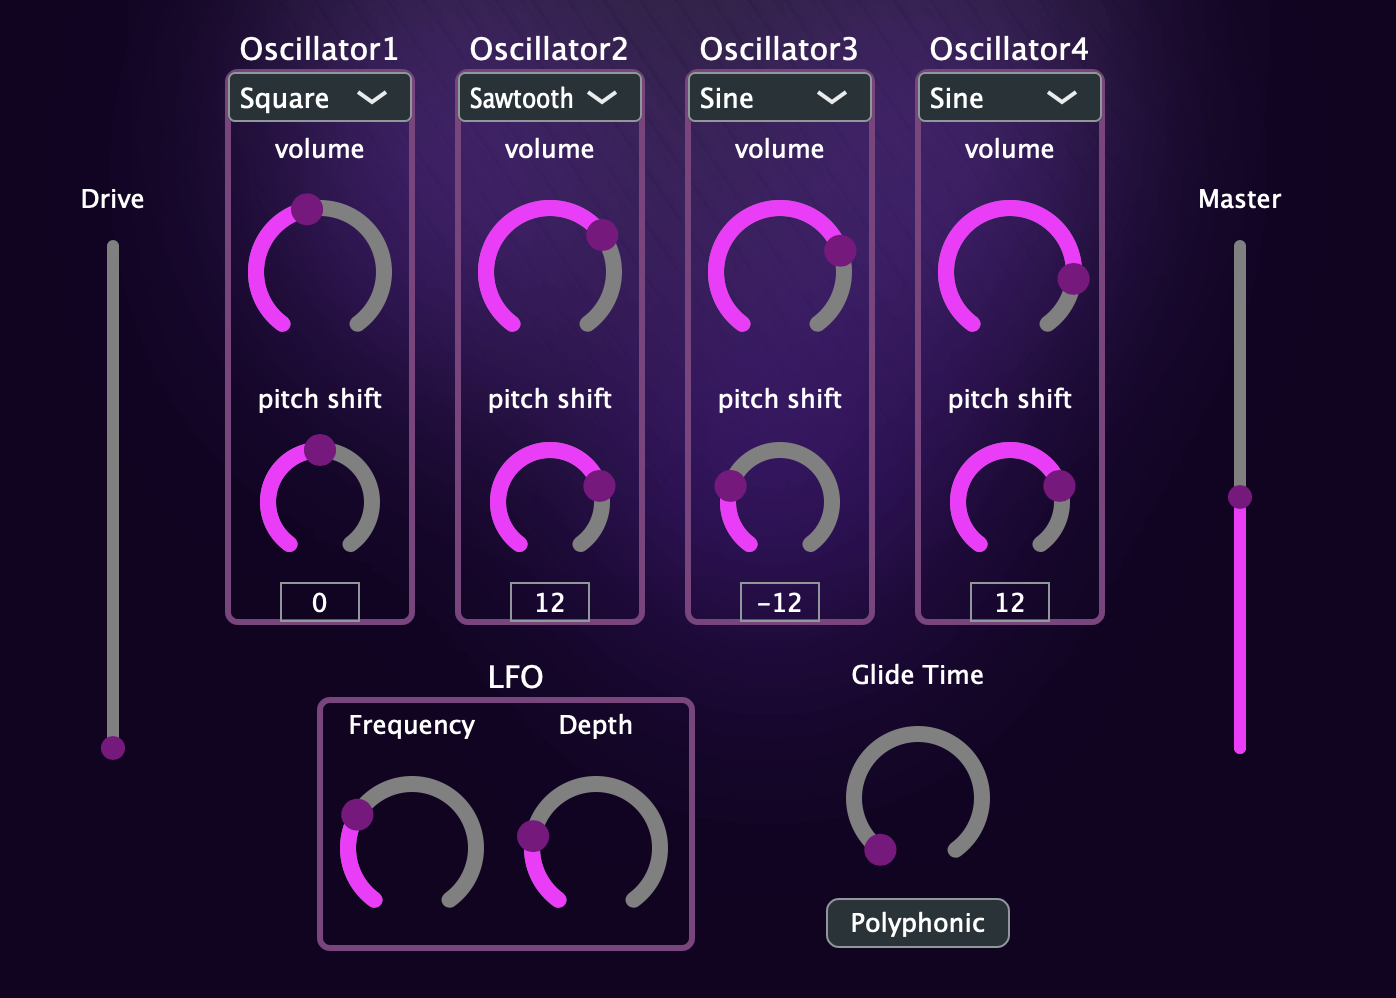 Oscillator1
Oscillator2
Oscillator3
Oscillator4
Square
Sawtooth
Sine
Sine
volume
volume
volume
volume
Drive
Master
pitch shift
pitch shift
pitch shift
pitch shift
0
12
-12
12
LFO
Glide Time
Frequency
Depth
Polyphonic